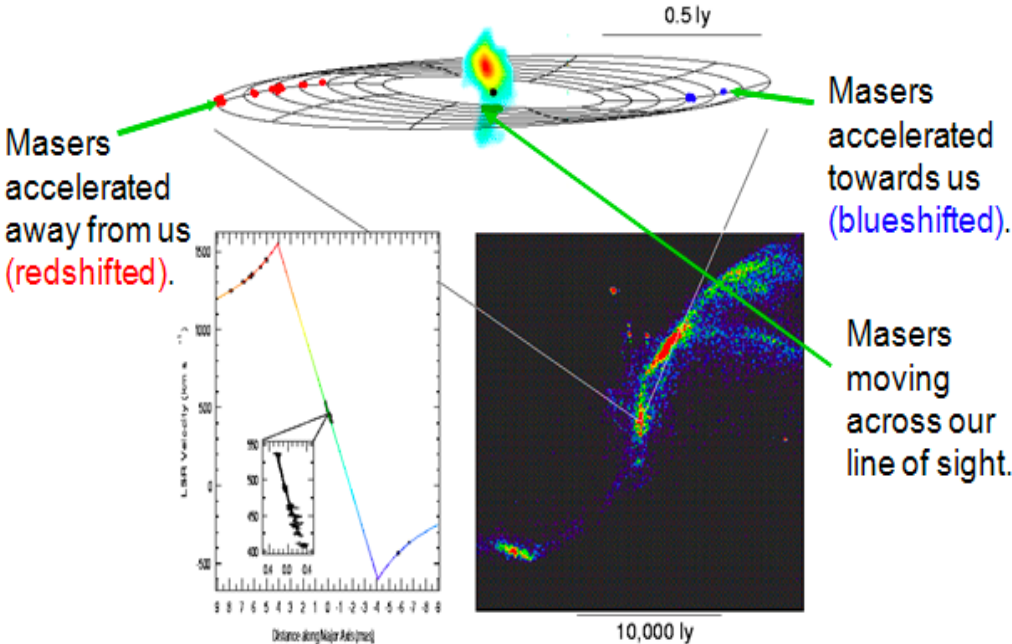 0.5 ly
Masers
accelerated
away from us
(redshifted).
Masers
accelerated
towards us
(blueshifted).
Masers
moving
across our
line of sight.
1500
1000
500
0
-500
LSR Velocity (km s⁻¹)
550
500
450
400
0.4 0.0 -0.4
9 8 7 6 5 4 3 2 1 0 -1 -2 -3 -4 -5 -6 -7 -8 -9
Distance along Major Axis (mas)
10,000 ly